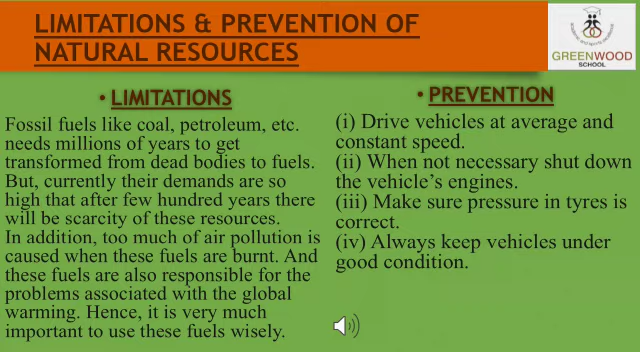 LIMITATIONS & PREVENTION OF
NATURAL RESOURCES
GREENWOOD
SCHOOL
• LIMITATIONS
Fossil fuels like coal, petroleum, etc.
needs millions of years to get
transformed from dead bodies to fuels.
But, currently their demands are so
high that after few hundred years there
will be scarcity of these resources.
In addition, too much of air pollution is
caused when these fuels are burnt. And
these fuels are also responsible for the
problems associated with the global
warming. Hence, it is very much
important to use these fuels wisely.
• PREVENTION
(i) Drive vehicles at average and
constant speed.
(ii) When not necessary shut down
the vehicle's engines.
(iii) Make sure pressure in tyres is
correct.
(iv) Always keep vehicles under
good condition.